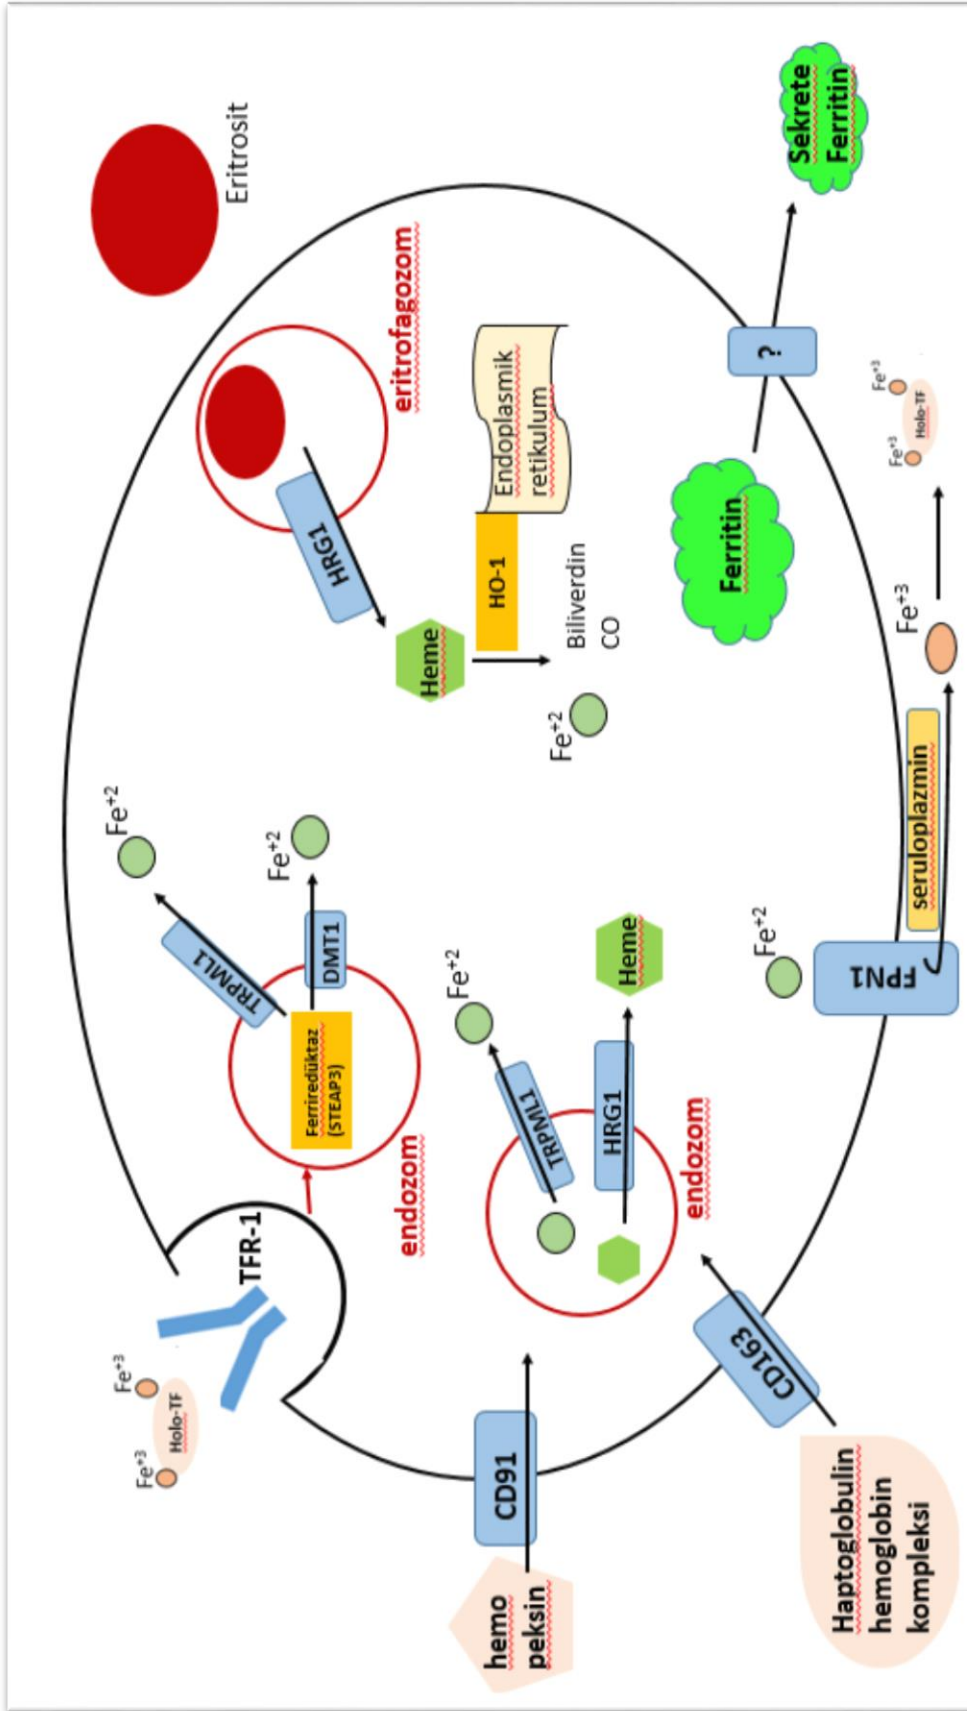 Fe⁺³
Fe⁺³
Holo-TF
TFR-1
Ferriredüktaz
(STEAP3)
TRPML1
DMT1
Fe⁺²
Fe⁺²
endozom
Eritrosit
eritrofagozom
HRG1
Heme
HO-1
Endoplasmik
retikulum
Biliverdin
CO
Fe⁺²
hemo
peksin
CD91
TRPML1
Fe⁺²
HRG1
Heme
endozom
Haptoglobulin
hemoglobin
kompleksi
CD163
Fe⁺²
FPN1
seruloplazmin
Fe⁺³
Fe⁺³
Fe⁺³
Holo-TF
Ferritin
?
Sekrete
Ferritin